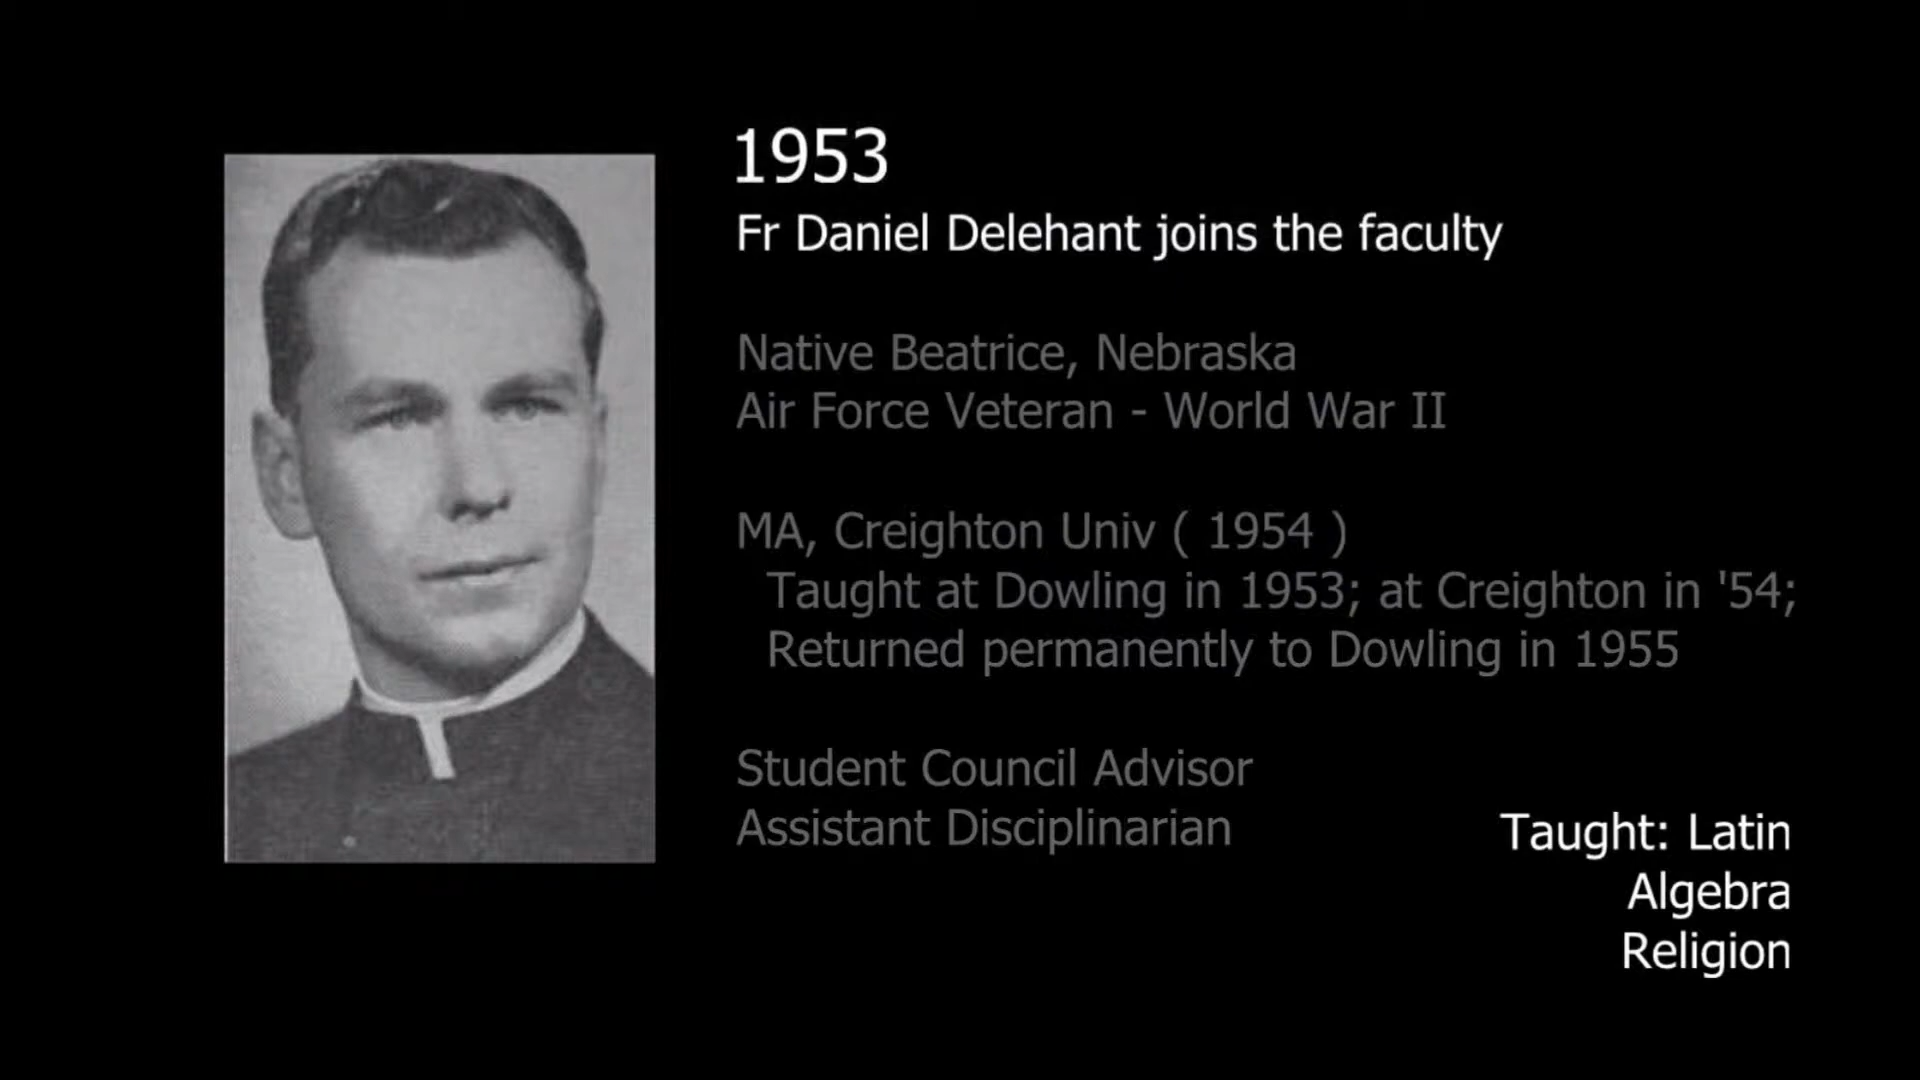 1953
Fr Daniel Delehant joins the faculty
Native Beatrice, Nebraska
Air Force Veteran - World War II
MA, Creighton Univ ( 1954 )
Taught at Dowling in 1953; at Creighton in '54;
Returned permanently to Dowling in 1955
Student Council Advisor
Assistant Disciplinarian
Taught: Latin
Algebra
Religion